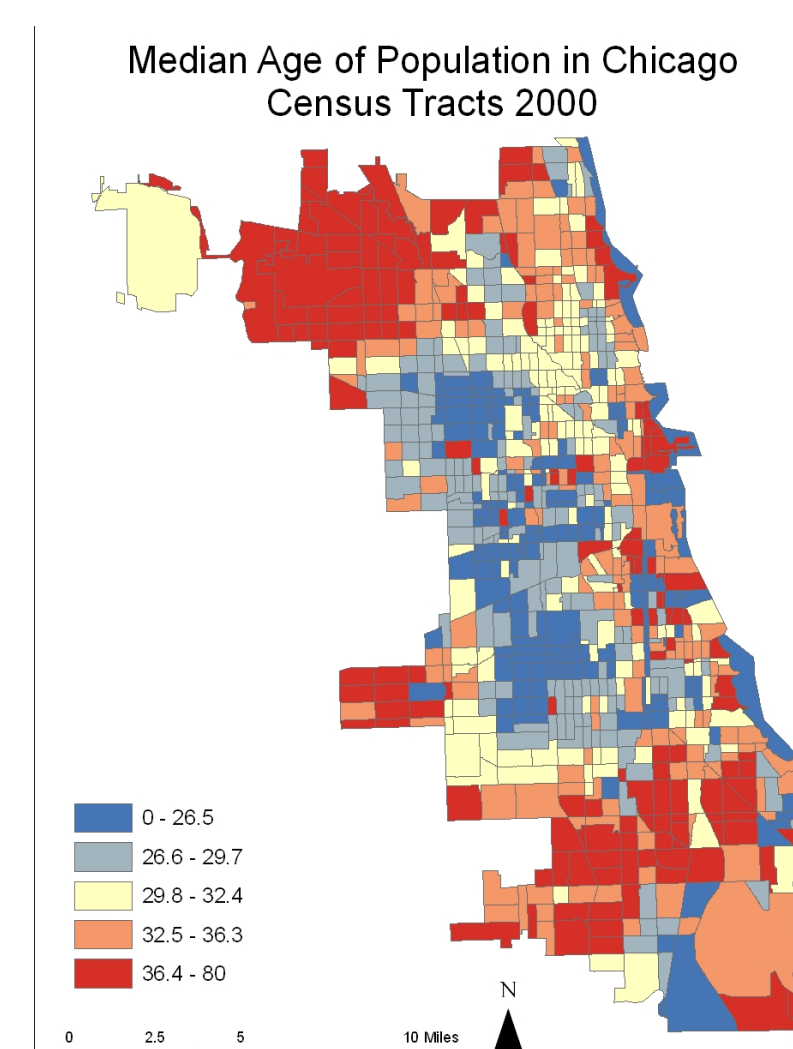 Median Age of Population in Chicago
Census Tracts 2000
0 - 26.5
26.6 - 29.7
29.8 - 32.4
32.5 - 36.3
36.4 - 80
N
0 2.5 5 10 Miles